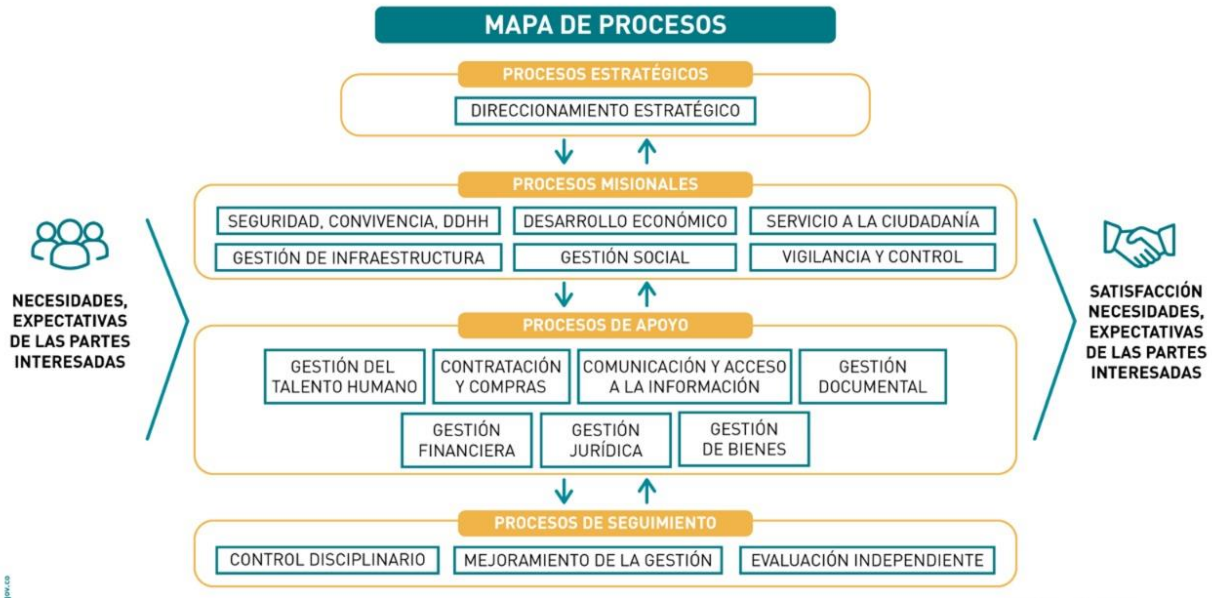 MAPA DE PROCESOS
PROCESOS ESTRATÉGICOS
DIRECCIONAMIENTO ESTRATÉGICO
PROCESOS MISIONALES
SEGURIDAD, CONVIVENCIA, DDHH
DESARROLLO ECONÓMICO
SERVICIO A LA CIUDADANÍA
GESTIÓN DE INFRAESTRUCTURA
GESTIÓN SOCIAL
VIGILANCIA Y CONTROL
NECESIDADES,
EXPECTATIVAS
DE LAS PARTES
INTERESADAS
SATISFACCIÓN
NECESIDADES,
EXPECTATIVAS
DE LAS PARTES
INTERESADAS
PROCESOS DE APOYO
GESTIÓN DEL
TALENTO HUMANO
CONTRATACIÓN
Y COMPRAS
COMUNICACIÓN Y ACCESO
A LA INFORMACIÓN
GESTIÓN
DOCUMENTAL
GESTIÓN
FINANCIERA
GESTIÓN
JURÍDICA
GESTIÓN
DE BIENES
PROCESOS DE SEGUIMIENTO
CONTROL DISCIPLINARIO
MEJORAMIENTO DE LA GESTIÓN
EVALUACIÓN INDEPENDIENTE